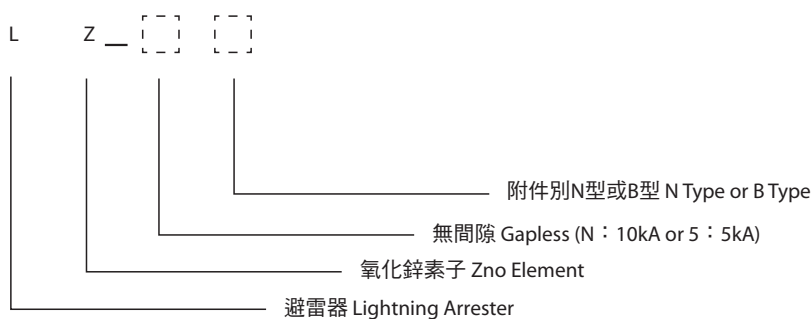 L Z
附件別N型或B型 N Type or B Type
無間隙 Gapless (N：10kA or 5：5kA)
氧化鋅素子 Zno Element
避雷器 Lightning Arrester